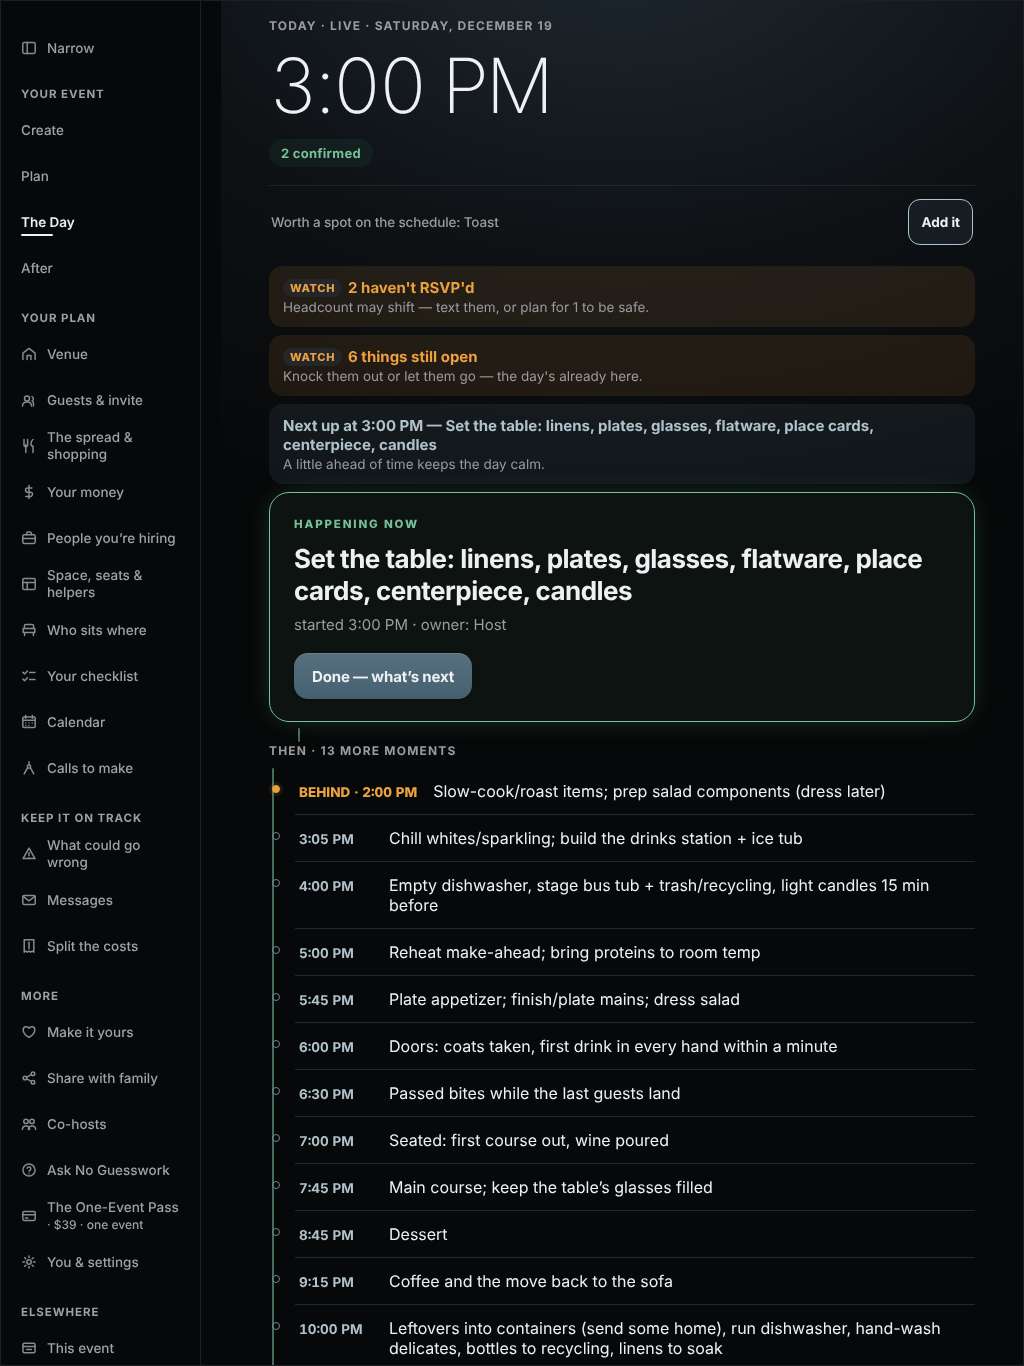 Narrow
YOUR EVENT
Create
Plan
The Day
After
YOUR PLAN
Venue
Guests & invite
The spread &
shopping
Your money
People you’re hiring
Space, seats &
helpers
Who sits where
Your checklist
Calendar
Calls to make
KEEP IT ON TRACK
What could go
wrong
Messages
Split the costs
MORE
Make it yours
Share with family
Co-hosts
Ask No Guesswork
The One-Event Pass
· $39 · one event
You & settings
ELSEWHERE
This event
TODAY · LIVE · SATURDAY, DECEMBER 19
3:00 PM
2 confirmed
Worth a spot on the schedule: Toast
Add it
WATCH 2 haven't RSVP'd
Headcount may shift — text them, or plan for 1 to be safe.
WATCH 6 things still open
Knock them out or let them go — the day's already here.
Next up at 3:00 PM — Set the table: linens, plates, glasses, flatware, place cards,
centerpiece, candles
A little ahead of time keeps the day calm.
HAPPENING NOW
Set the table: linens, plates, glasses, flatware, place
cards, centerpiece, candles
started 3:00 PM · owner: Host
Done — what’s next
THEN · 13 MORE MOMENTS
BEHIND · 2:00 PM Slow-cook/roast items; prep salad components (dress later)
3:05 PM Chill whites/sparkling; build the drinks station + ice tub
4:00 PM Empty dishwasher, stage bus tub + trash/recycling, light candles 15 min
before
5:00 PM Reheat make-ahead; bring proteins to room temp
5:45 PM Plate appetizer; finish/plate mains; dress salad
6:00 PM Doors: coats taken, first drink in every hand within a minute
6:30 PM Passed bites while the last guests land
7:00 PM Seated: first course out, wine poured
7:45 PM Main course; keep the table’s glasses filled
8:45 PM Dessert
9:15 PM Coffee and the move back to the sofa
10:00 PM Leftovers into containers (send some home), run dishwasher, hand-wash
delicates, bottles to recycling, linens to soak